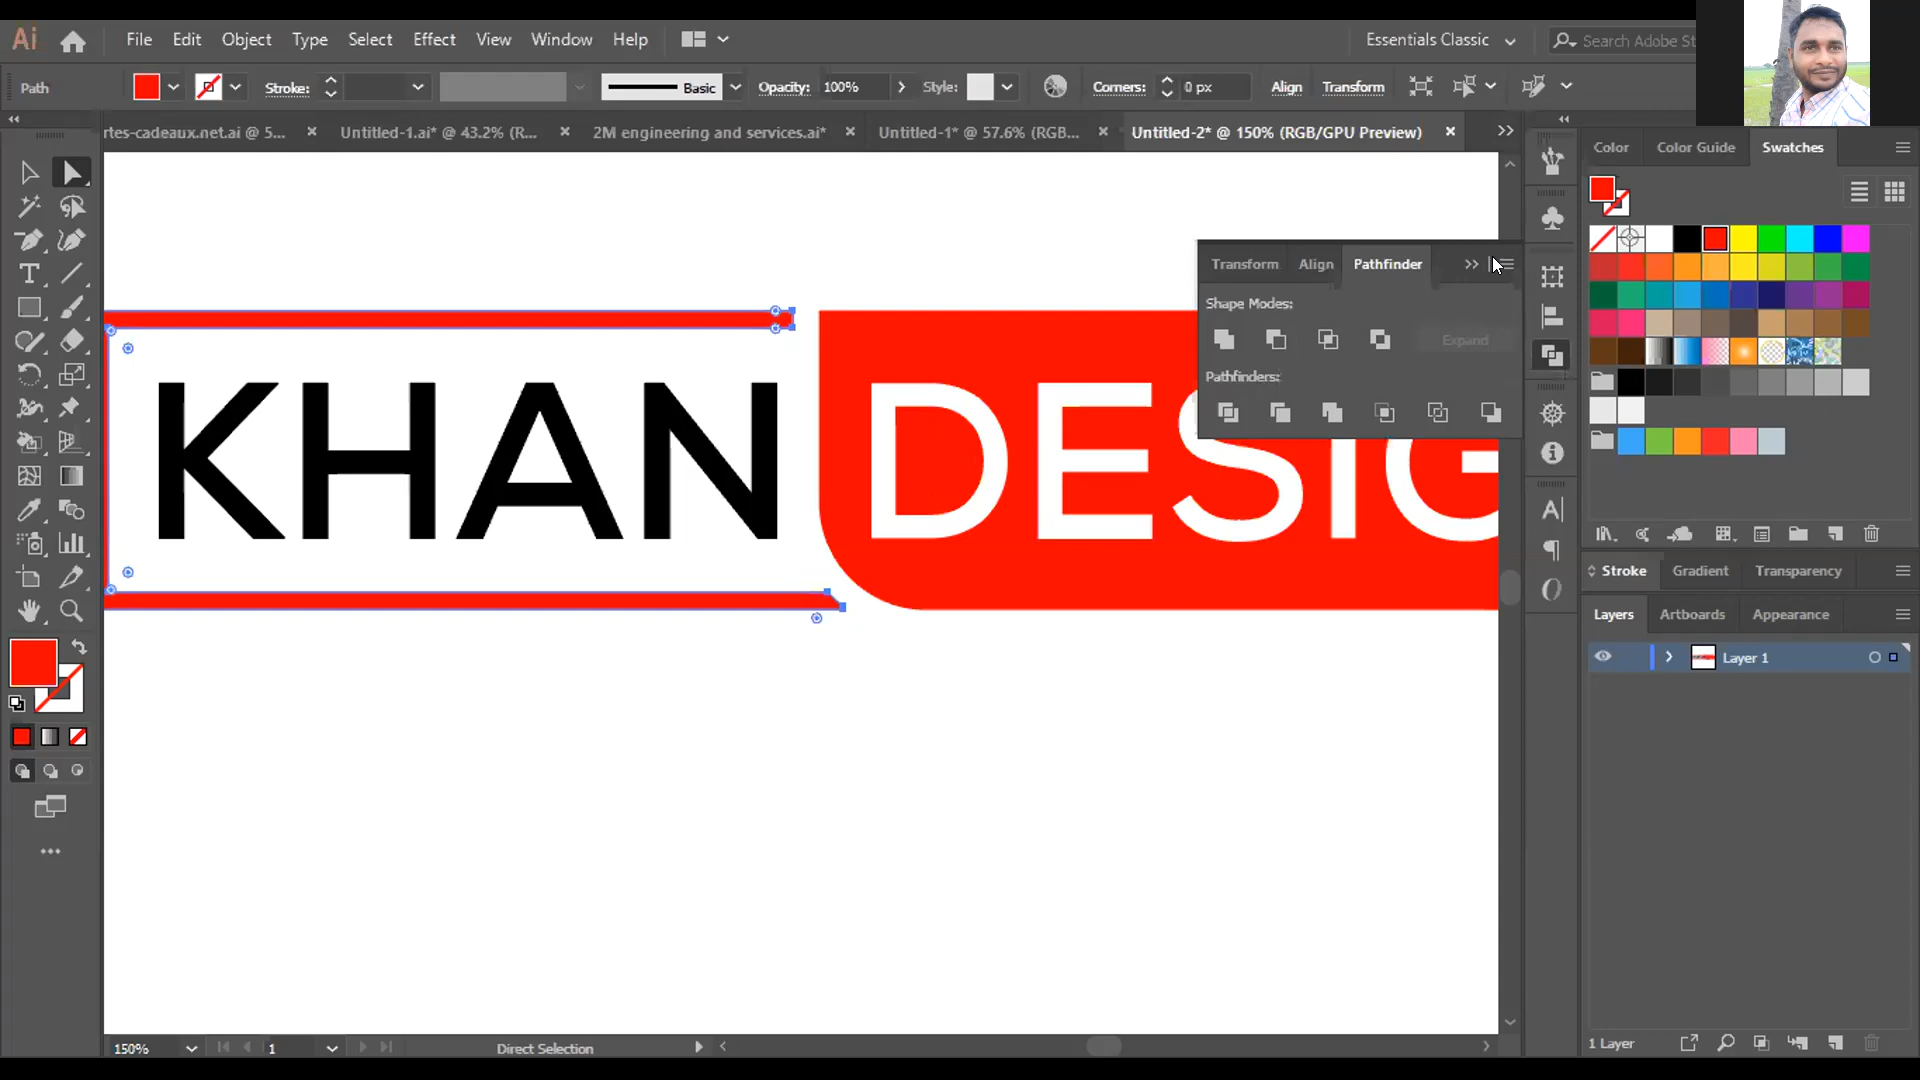 Ai File Edit Object Type Select Effect View Window Help Essentials Classic Search Adobe St
Path Stroke: Basic Opacity: 100% Style: Corners: 0 px Align Transform
rtes-cadeaux.net.ai @ 5... Untitled-1.ai* @ 43.2% (R... 2M engineering and services.ai* Untitled-1* @ 57.6% (RGB... Untitled-2* @ 150% (RGB/GPU Preview)
Color Color Guide Swatches
Transform Align Pathfinder
Shape Modes:
Expand
Pathfinders:
KHAN DESIG
Stroke Gradient Transparency
Layers Artboards Appearance
Layer 1
1 Layer
150% 1 Direct Selection